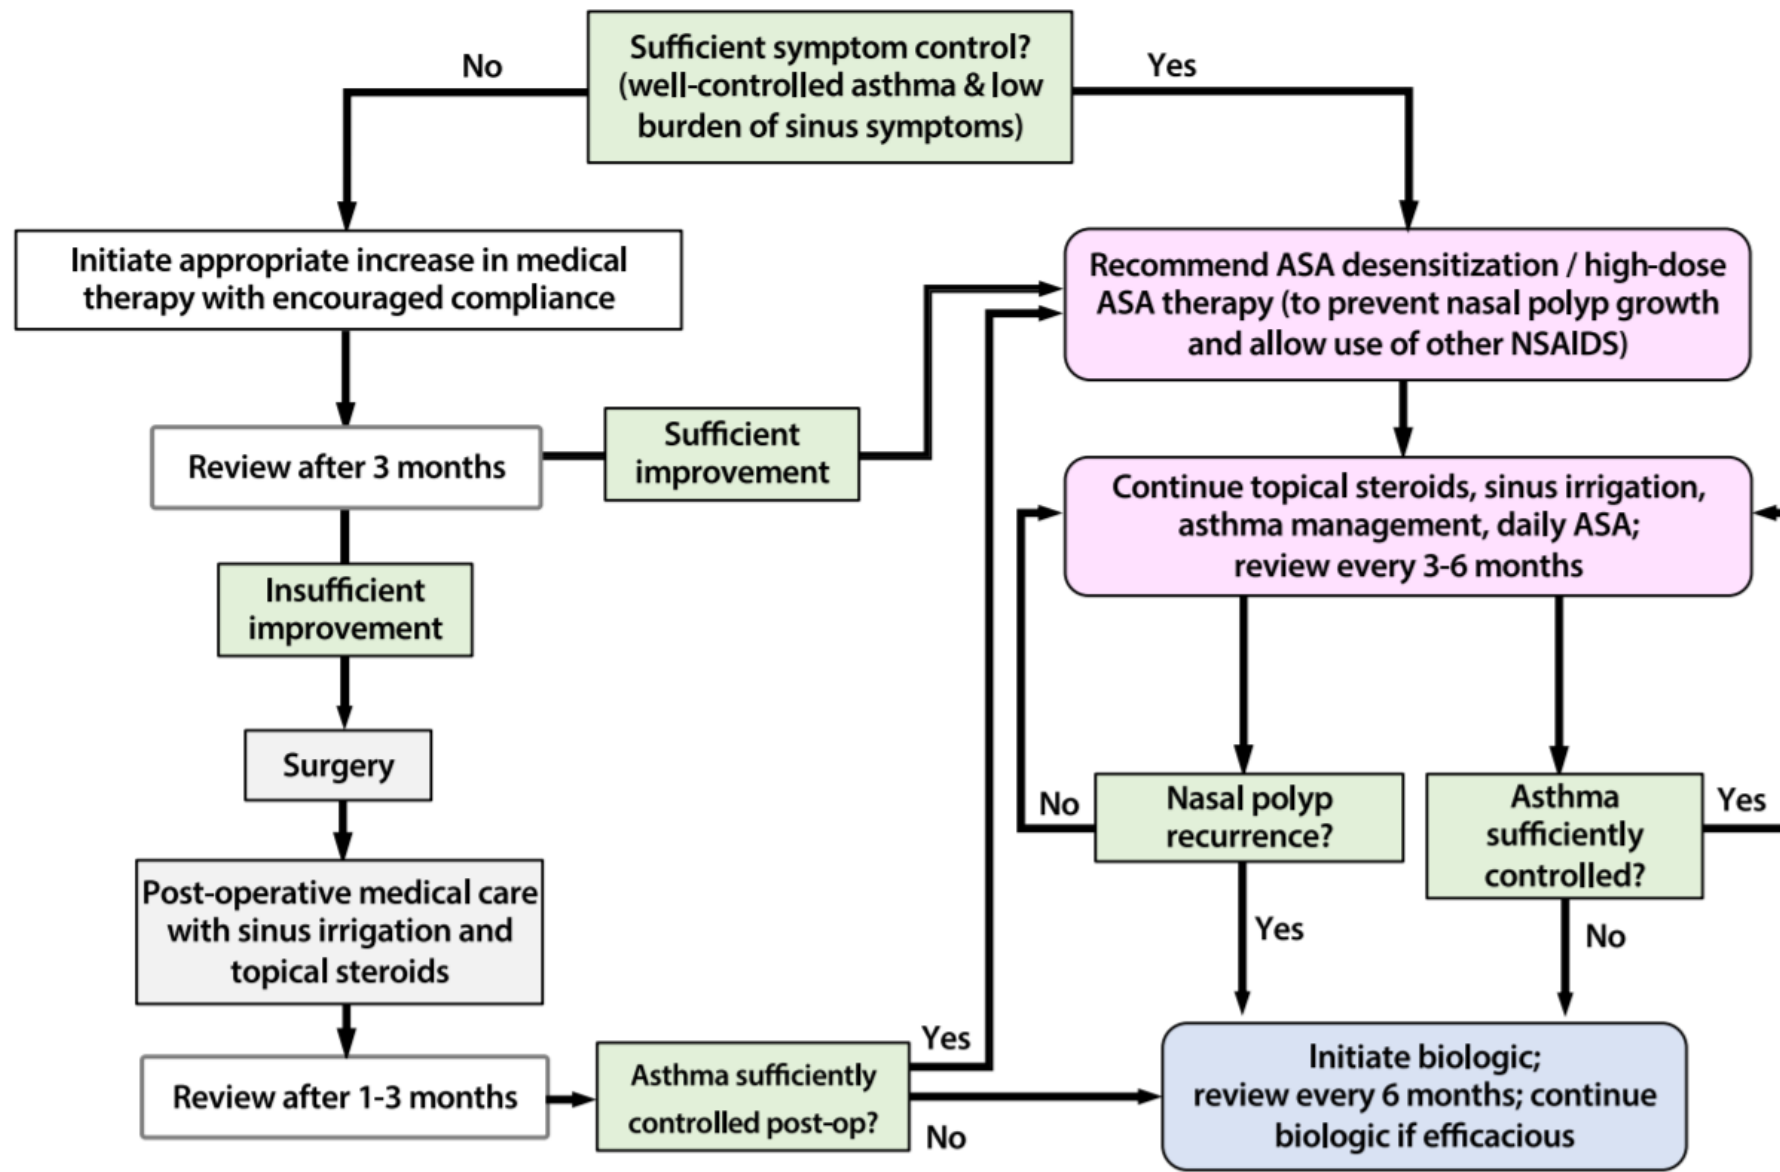 Sufficient symptom control?
(well-controlled asthma & low
burden of sinus symptoms)
No
Yes
Initiate appropriate increase in medical
therapy with encouraged compliance
Recommend ASA desensitization / high-dose
ASA therapy (to prevent nasal polyp growth
and allow use of other NSAIDS)
Review after 3 months
Sufficient
improvement
Continue topical steroids, sinus irrigation,
asthma management, daily ASA;
review every 3-6 months
Insufficient
improvement
Surgery
No
Nasal polyp
recurrence?
Asthma
sufficiently
controlled?
Yes
Post-operative medical care
with sinus irrigation and
topical steroids
Yes
No
Review after 1-3 months
Asthma sufficiently
controlled post-op?
Yes
No
Initiate biologic;
review every 6 months; continue
biologic if efficacious